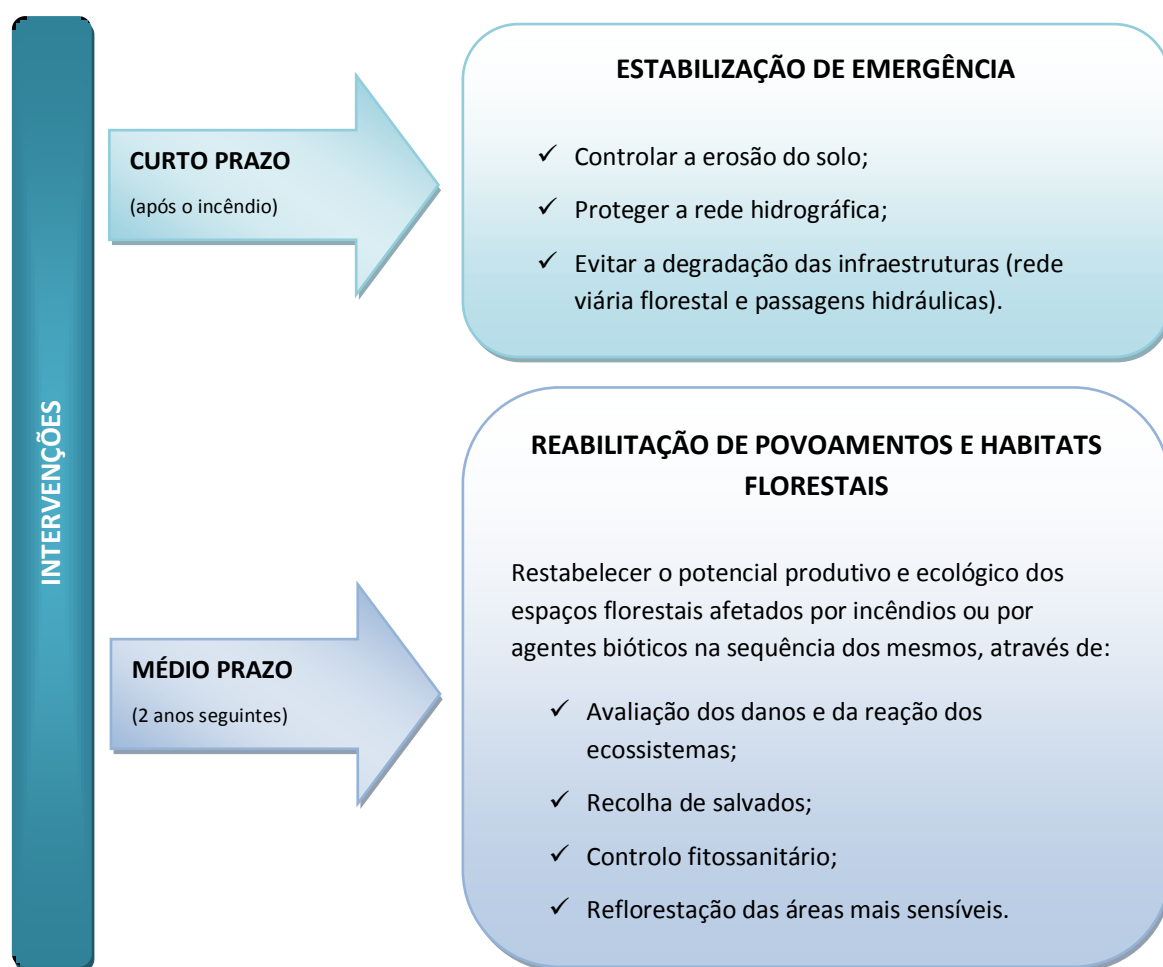 INTERVENÇÕES
CURTO PRAZO
(após o incêndio)
ESTABILIZAÇÃO DE EMERGÊNCIA
✓ Controlar a erosão do solo;
✓ Proteger a rede hidrográfica;
✓ Evitar a degradação das infraestruturas (rede
viária florestal e passagens hidráulicas).
MÉDIO PRAZO
(2 anos seguintes)
REABILITAÇÃO DE POVOAMENTOS E HABITATS
FLORESTAIS
Restabelecer o potencial produtivo e ecológico dos
espaços florestais afetados por incêndios ou por
agentes bióticos na sequência dos mesmos, através de:
✓ Avaliação dos danos e da reação dos
ecossistemas;
✓ Recolha de salvados;
✓ Controlo fitossanitário;
✓ Reflorestação das áreas mais sensíveis.